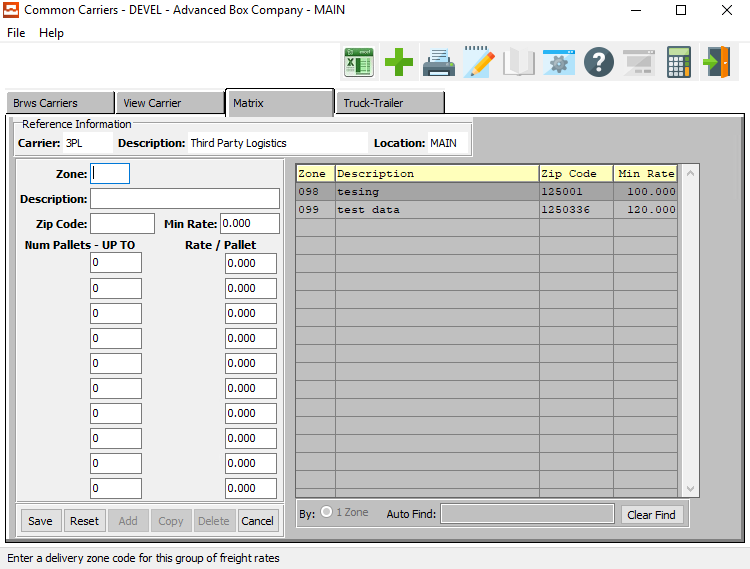 Common Carriers - DEVEL - Advanced Box Company - MAIN
File Help
Brws Carriers View Carrier Matrix Truck-Trailer
Reference Information
Carrier: 3PL Description: Third Party Logistics Location: MAIN
Zone:
Description:
Zip Code: Min Rate: 0.000
Num Pallets - UP TO Rate / Pallet
0 0.000
0 0.000
0 0.000
0 0.000
0 0.000
0 0.000
0 0.000
0 0.000
0 0.000
0 0.000
Save Reset Add Copy Delete Cancel
Zone Description Zip Code Min Rate
098 tesing 125001 100.000
099 test data 1250336 120.000
By: 1 Zone Auto Find: Clear Find
Enter a delivery zone code for this group of freight rates